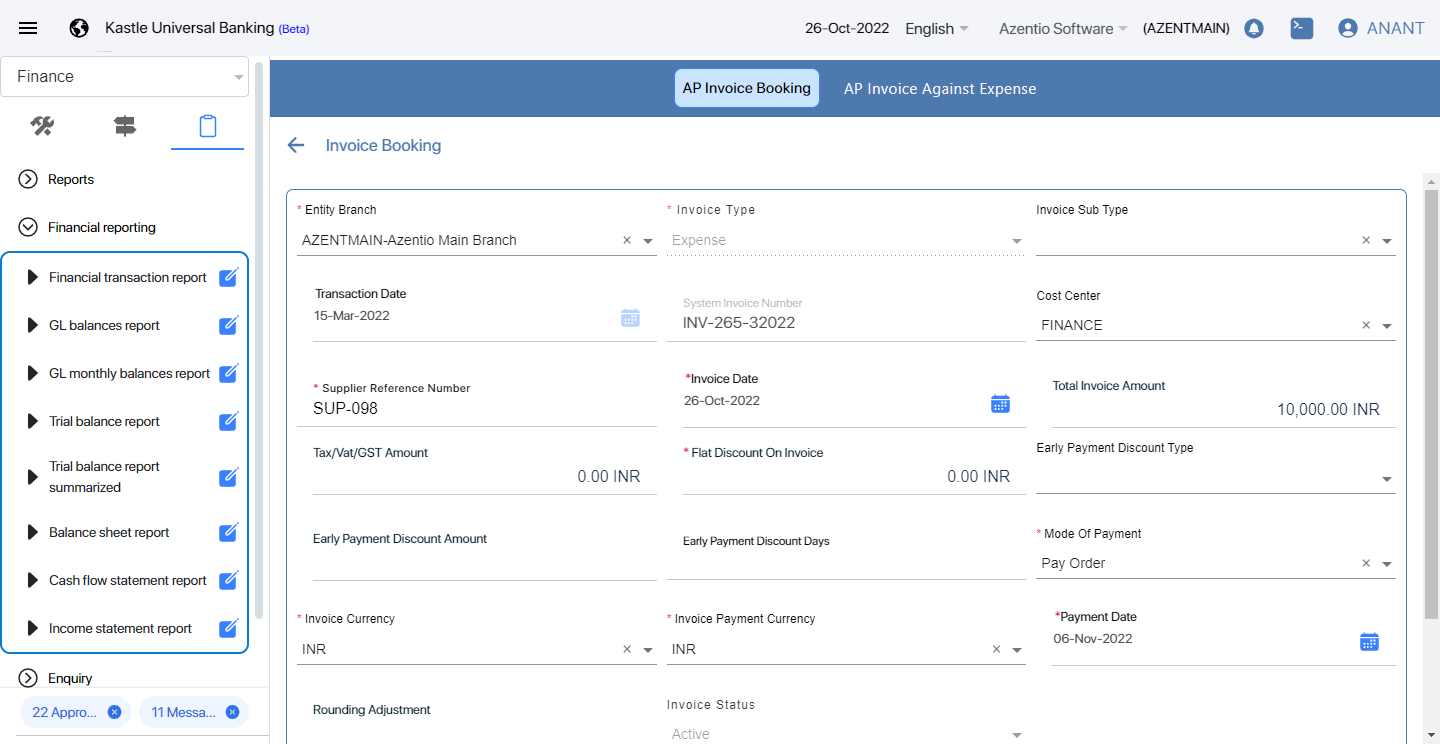 Kastle Universal Banking (Beta)
26-Oct-2022
English
Azentio Software
(AZENTMAIN)
ANANT
Finance
Reports
Financial reporting
Financial transaction report
GL balances report
GL monthly balances report
Trial balance report
Trial balance report
summarized
Balance sheet report
Cash flow statement report
Income statement report
Enquiry
22 Appro...
11 Messa...
AP Invoice Booking
AP Invoice Against Expense
Invoice Booking
* Entity Branch
AZENTMAIN-Azentio Main Branch
* Invoice Type
Expense
Invoice Sub Type
Transaction Date
15-Mar-2022
System Invoice Number
INV-265-32022
Cost Center
FINANCE
* Supplier Reference Number
SUP-098
*Invoice Date
26-Oct-2022
Total Invoice Amount
10,000.00 INR
Tax/Vat/GST Amount
0.00 INR
* Flat Discount On Invoice
0.00 INR
Early Payment Discount Type
Early Payment Discount Amount
Early Payment Discount Days
* Mode Of Payment
Pay Order
* Invoice Currency
INR
* Invoice Payment Currency
INR
*Payment Date
06-Nov-2022
Rounding Adjustment
Invoice Status
Active